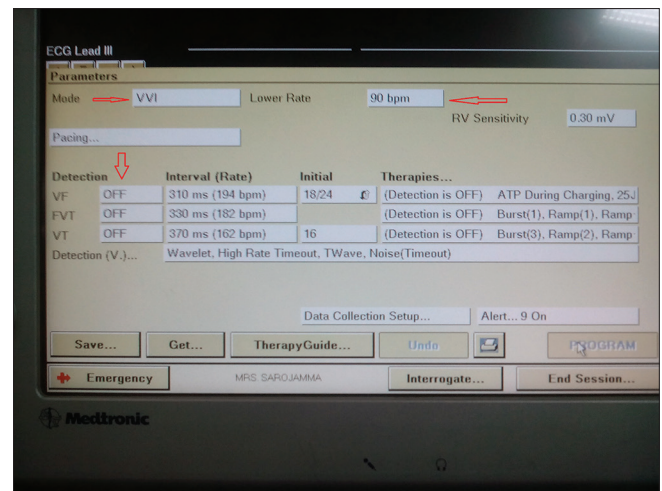 ECG Lead III
Parameters
Mode VVI Lower Rate 90 bpm
RV Sensitivity 0.30 mV
Pacing...
Detection Interval (Rate) Initial Therapies...
VF OFF 310 ms (194 bpm) 18/24 (Detection is OFF) ATP During Charging, 25J
FVT OFF 330 ms (182 bpm) (Detection is OFF) Burst(1), Ramp(1), Ramp
VT OFF 370 ms (162 bpm) 16 (Detection is OFF) Burst(3), Ramp(2), Ramp
Detection (V.)... Wavelet, High Rate Timeout, TWave, Noise(Timeout)
Data Collection Setup... Alert... 9 On
Save... Get... TherapyGuide... Undo PROGRAM
Emergency MRS. SAROJAMMA Interrogate... End Session...
Medtronic